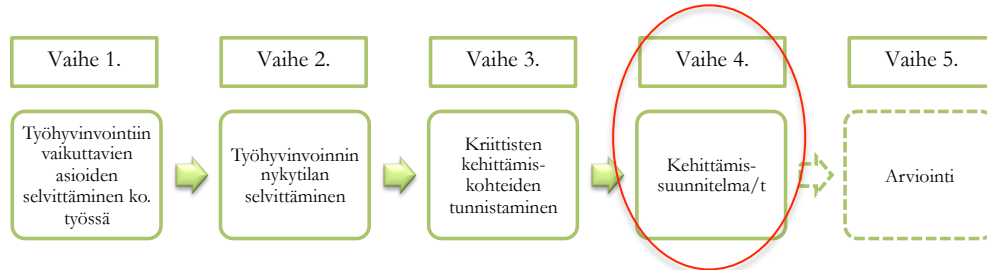 Vaihe 1.
Vaihe 2.
Vaihe 3.
Vaihe 4.
Vaihe 5.
Työhyvinvointiin
vaikuttavien
asioiden
selvittäminen ko.
työssä
Työhyvinvoinnin
nykytilan
selvittäminen
Kriittisten
kehittämis-
kohteiden
tunnistaminen
Kehittämis-
suunnitelma/t
Arviointi